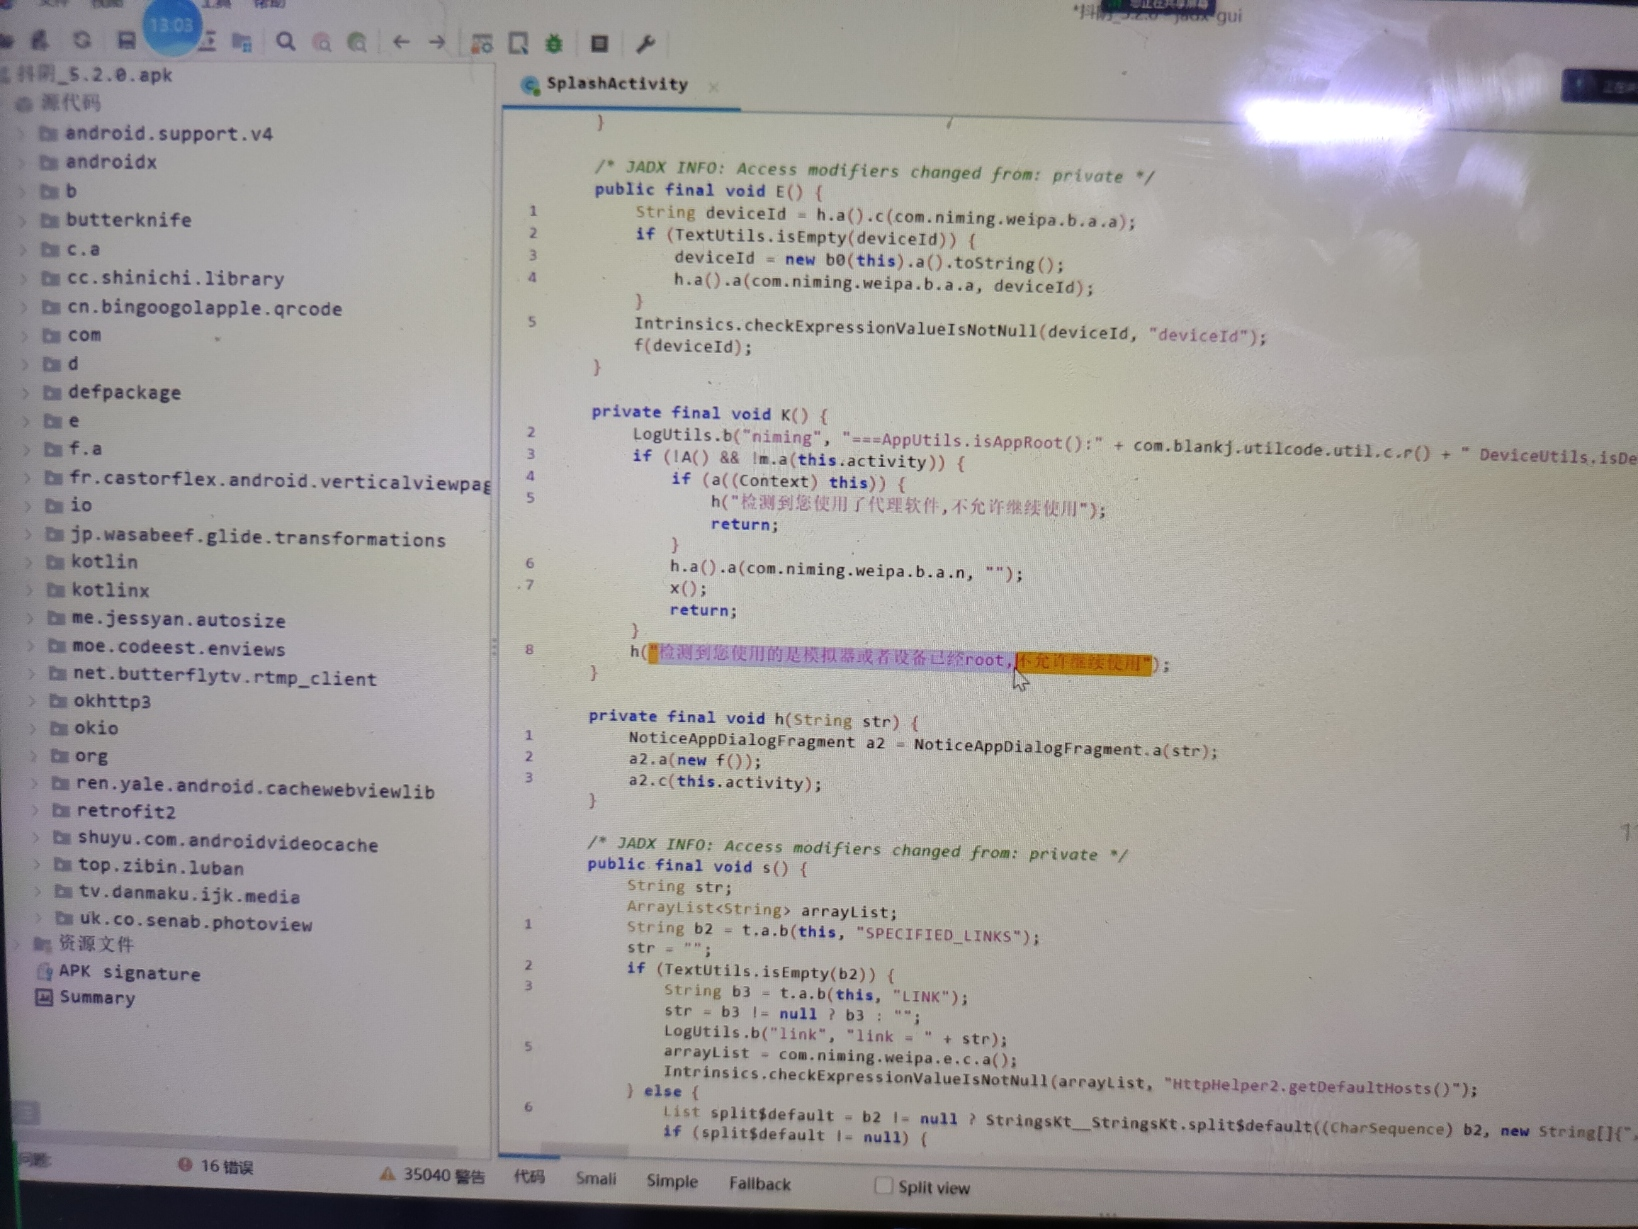 13:03
抖阴_5.2.0.apk
源代码
android.support.v4
androidx
b
butterknife
c.a
cc.shinichi.library
cn.bingoogolapple.qrcode
com
d
defpackage
e
f.a
fr.castorflex.android.verticalviewpag
io
jp.wasabeef.glide.transformations
kotlin
kotlinx
me.jessyan.autosize
moe.codeest.enviews
net.butterflytv.rtmp_client
okhttp3
okio
org
ren.yale.android.cachewebviewlib
retrofit2
shuyu.com.androidvideocache
top.zibin.luban
tv.danmaku.ijk.media
uk.co.senab.photoview
资源文件
APK signature
Summary
16 错误
35040 警告
SplashActivity
}
/* JADX INFO: Access modifiers changed from: private */
public final void E() {
1 String deviceId = h.a().c(com.niming.weipa.b.a.a);
2 if (TextUtils.isEmpty(deviceId)) {
3 deviceId = new b0(this).a().toString();
4 h.a().a(com.niming.weipa.b.a.a, deviceId);
}
5 Intrinsics.checkExpressionValueIsNotNull(deviceId, "deviceId");
f(deviceId);
}
private final void K() {
2 LogUtils.b("niming", "===AppUtils.isAppRoot():" + com.blankj.utilcode.util.c.r() + " DeviceUtils.isDe
3 if (!A() && !m.a(this.activity)) {
4 if (a((Context) this)) {
5 h("检测到您使用了代理软件,不允许继续使用");
return;
}
6 h.a().a(com.niming.weipa.b.a.n, "");
7 x();
return;
}
8 h("检测到您使用的是模拟器或者设备已经root,不允许继续使用");
}
private final void h(String str) {
1 NoticeAppDialogFragment a2 = NoticeAppDialogFragment.a(str);
2 a2.a(new f());
3 a2.c(this.activity);
}
/* JADX INFO: Access modifiers changed from: private */
public final void s() {
String str;
ArrayList<String> arrayList;
1 String b2 = t.a.b(this, "SPECIFIED_LINKS");
str = "";
2 if (TextUtils.isEmpty(b2)) {
3 String b3 = t.a.b(this, "LINK");
str = b3 != null ? b3 : "";
LogUtils.b("link", "link = " + str);
5 arrayList = com.niming.weipa.e.c.a();
Intrinsics.checkExpressionValueIsNotNull(arrayList, "HttpHelper2.getDefaultHosts()");
} else {
6 List split$default = b2 != null ? StringsKt__StringsKt.split$default((CharSequence) b2, new String[]{",
if (split$default != null) {
代码 Smali Simple Fallback Split view